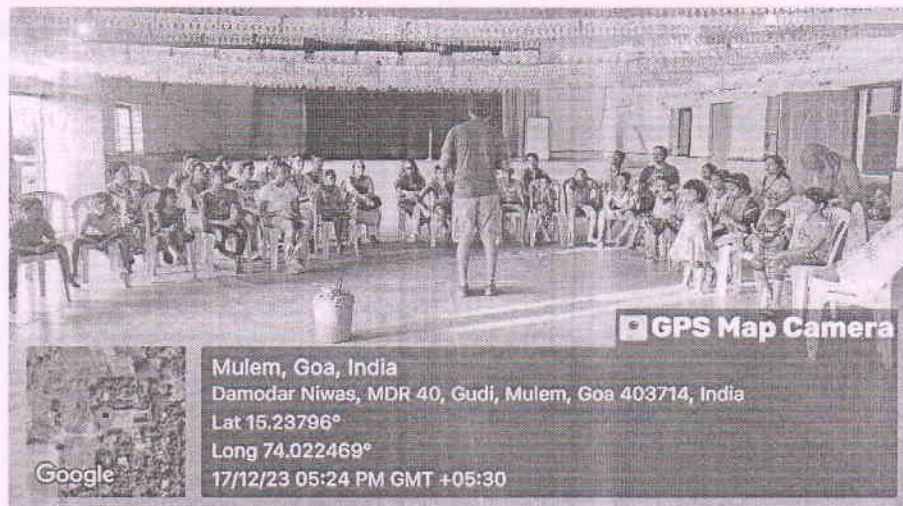 GPS Map Camera
Mulem, Goa, India
Damodar Niwas, MDR 40, Gudi, Mulem, Goa 403714, India
Lat 15.23796°
Long 74.022469°
17/12/23 05:24 PM GMT +05:30
Google